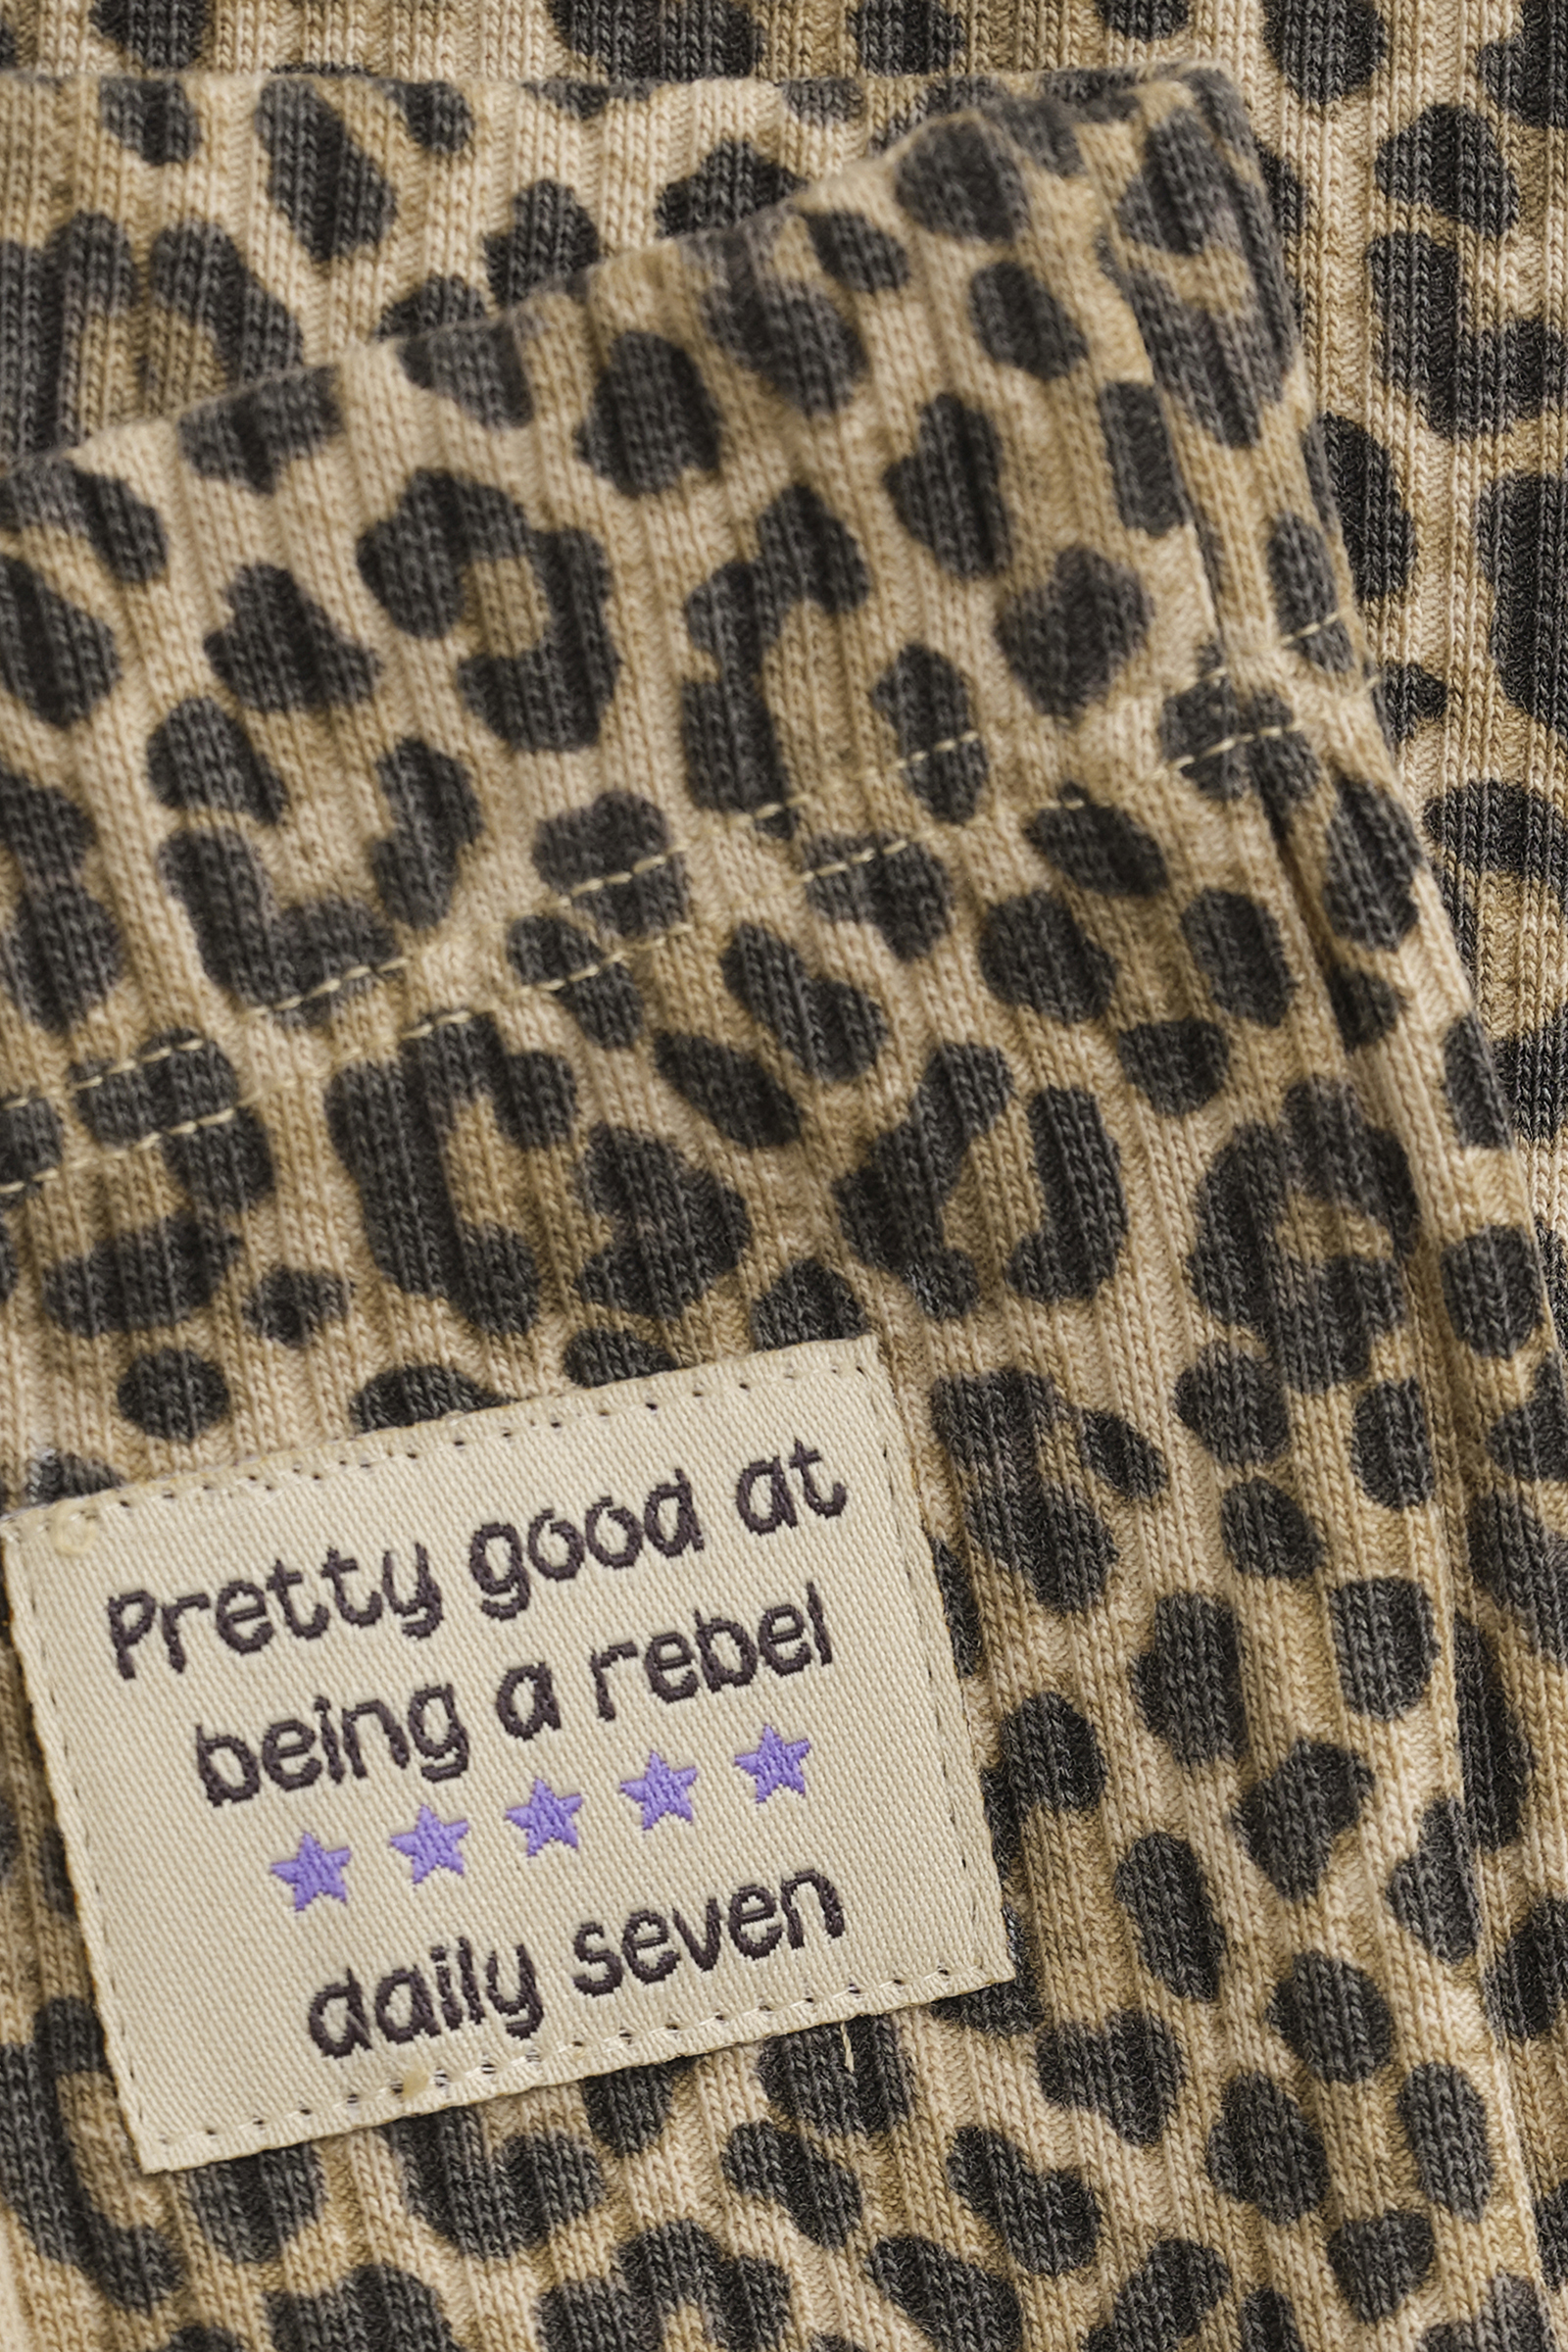 Pretty good at
being a rebel
daily seven